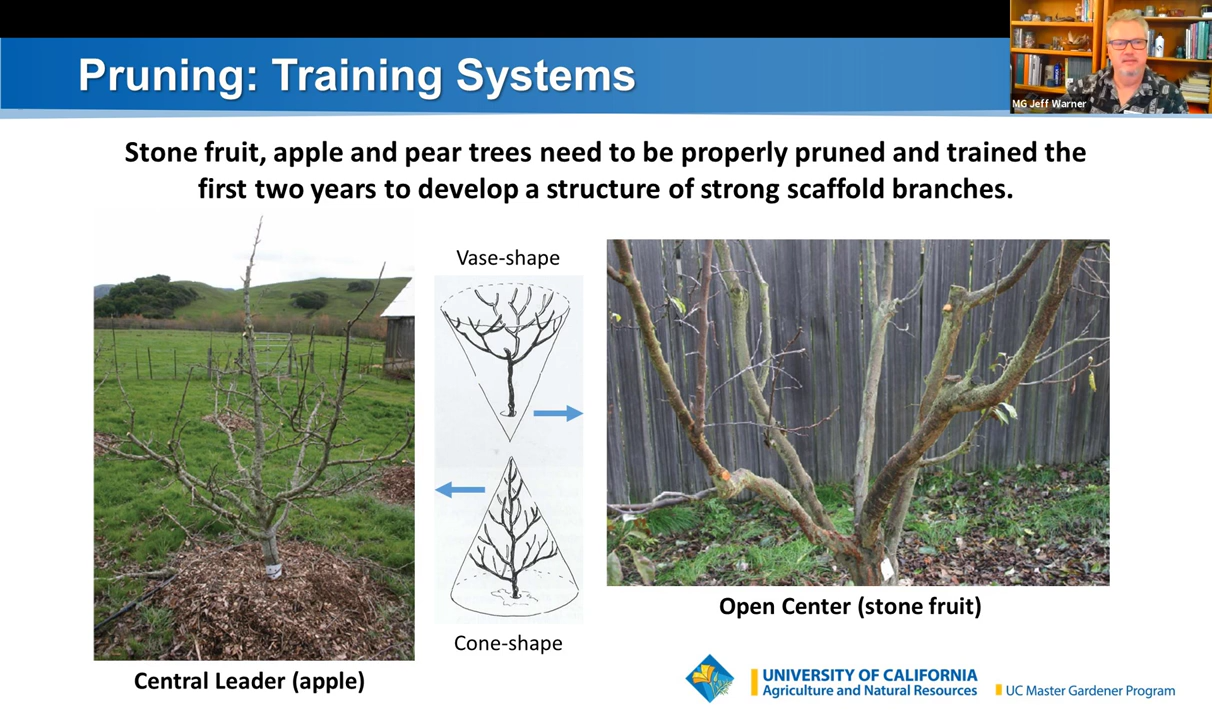 Pruning: Training Systems
MG Jeff Warner
Stone fruit, apple and pear trees need to be properly pruned and trained the
first two years to develop a structure of strong scaffold branches.
Vase-shape
Cone-shape
Open Center (stone fruit)
Central Leader (apple)
UNIVERSITY OF CALIFORNIA
Agriculture and Natural Resources
UC Master Gardener Program